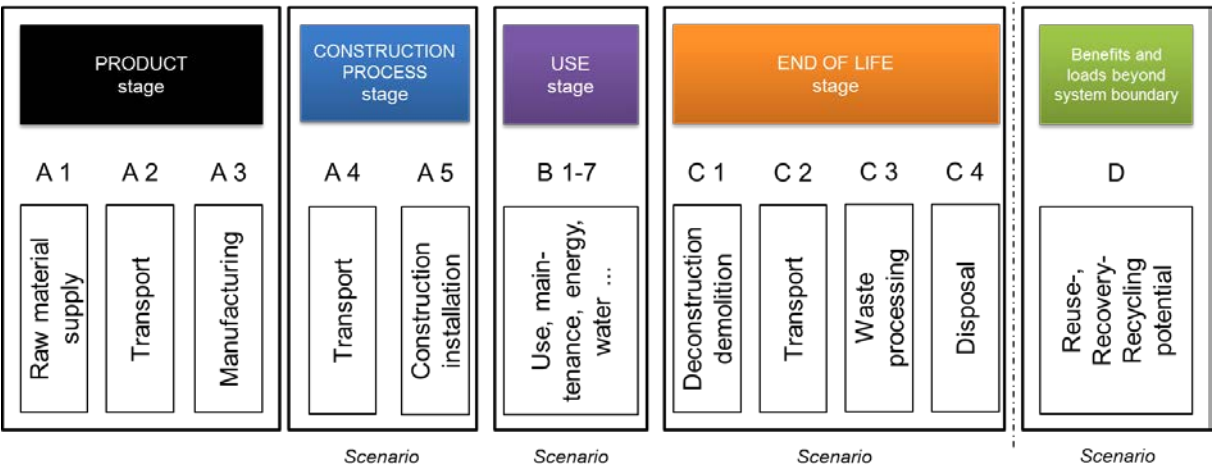 PRODUCT
stage
CONSTRUCTION
PROCESS
stage
USE
stage
END OF LIFE
stage
Benefits and
loads beyond
system boundary
A 1
A 2
A 3
A 4
A 5
B 1-7
C 1
C 2
C 3
C 4
D
Raw material
supply
Transport
Manufacturing
Transport
Construction
installation
Use, main-
tenance, energy,
water ...
Deconstruction
demolition
Transport
Waste
processing
Disposal
Reuse-,
Recovery-
Recycling
potential
Scenario
Scenario
Scenario
Scenario